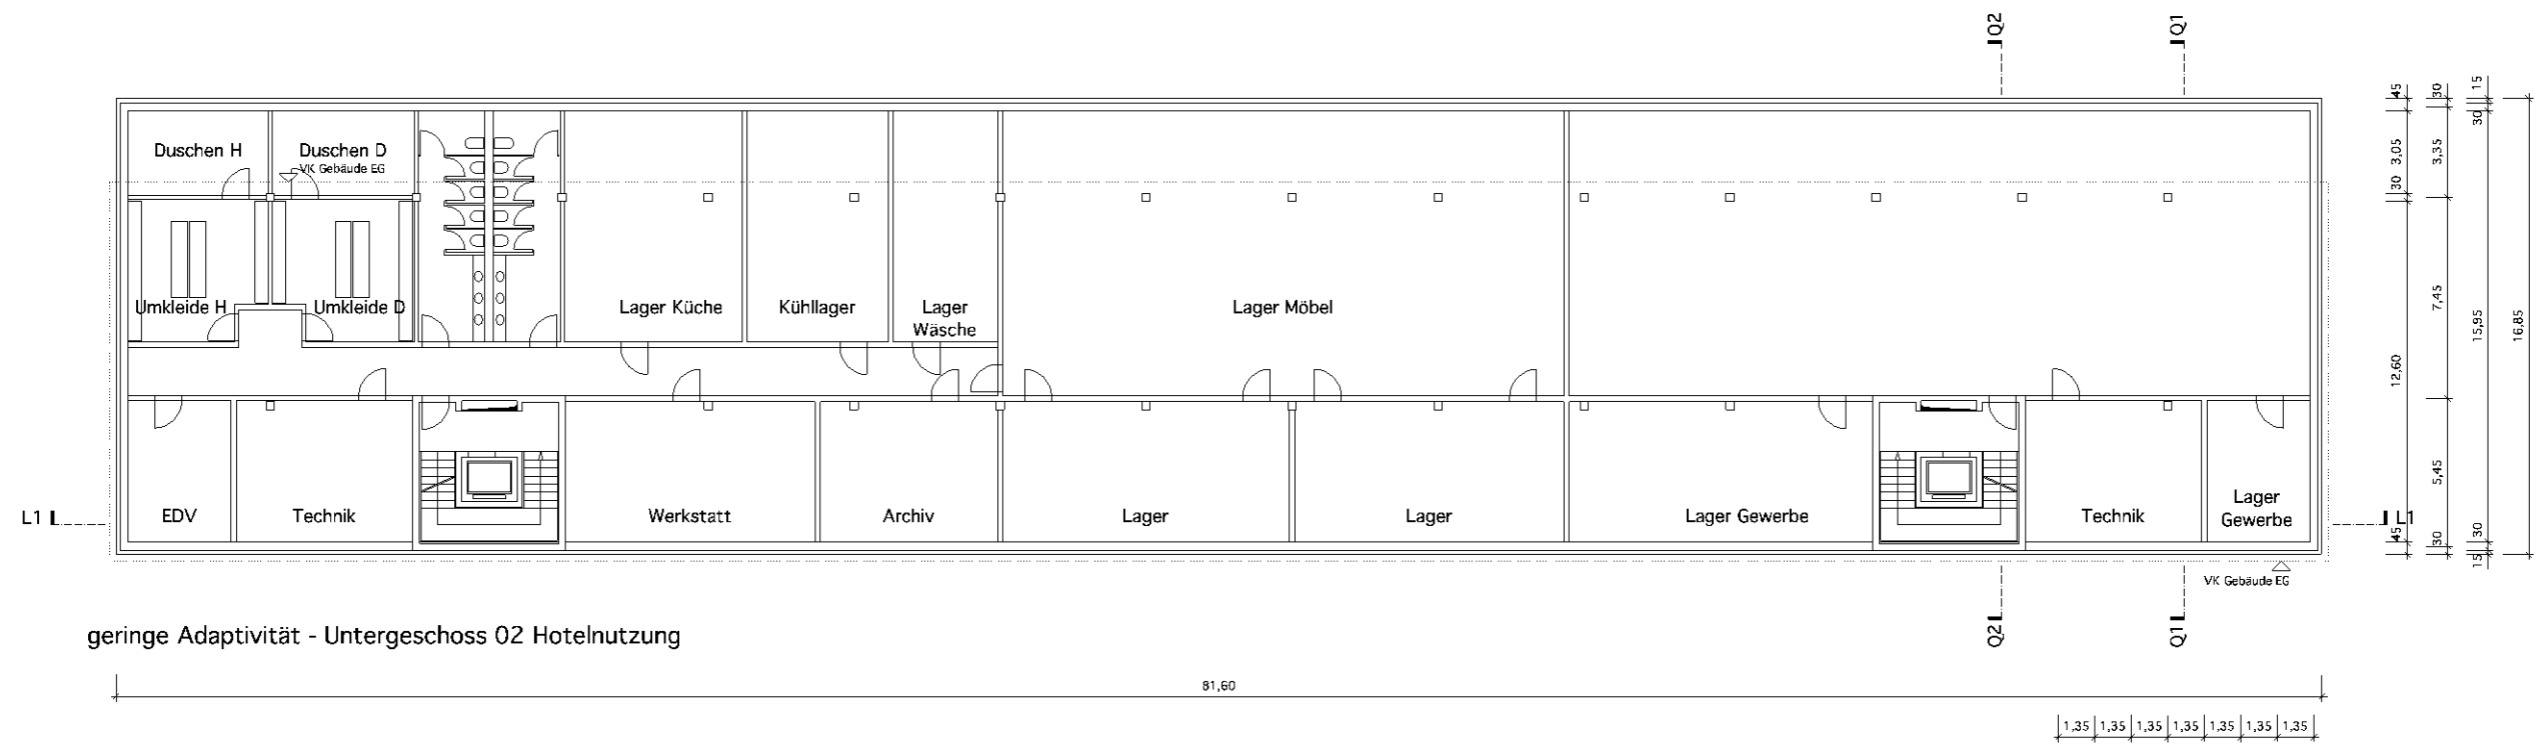 Q2
Q1
45
30
15
30
3,05
3,35
30
Duschen H
Duschen D
VK Gebäude EG
Umkleide H
Umkleide D
Lager Küche
Kühllager
Lager
Wäsche
Lager Möbel
7,45
15,95
16,85
12,60
5,45
L1
EDV
Technik
Werkstatt
Archiv
Lager
Lager
Lager Gewerbe
Technik
Lager
Gewerbe
L1
45
30
30
15
VK Gebäude EG
Q2
Q1
geringe Adaptivität - Untergeschoss 02 Hotelnutzung
81,60
1,35 1,35 1,35 1,35 1,35 1,35 1,35